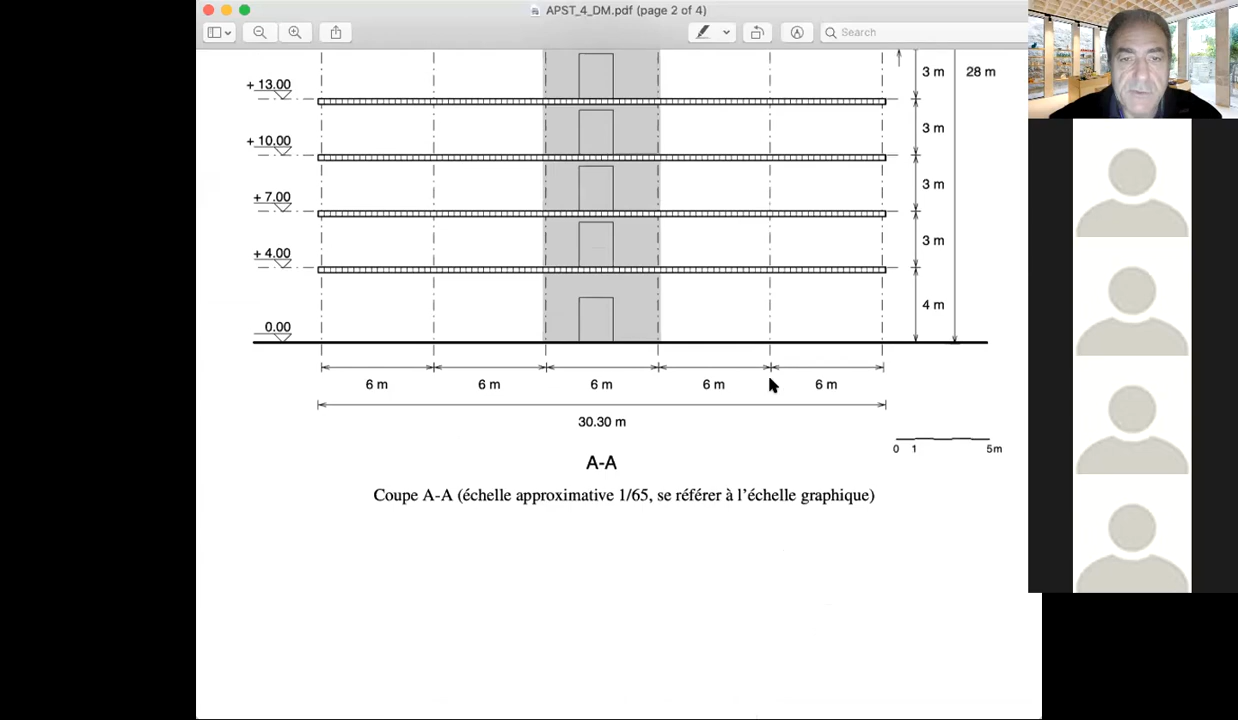 APST_4_DM.pdf (page 2 of 4)
Search
3 m
28 m
+ 13.00
3 m
+ 10.00
3 m
+ 7.00
3 m
+ 4.00
4 m
0.00
6 m 6 m 6 m 6 m 6 m
30.30 m
0 1 5m
A-A
Coupe A-A (échelle approximative 1/65, se référer à l’échelle graphique)